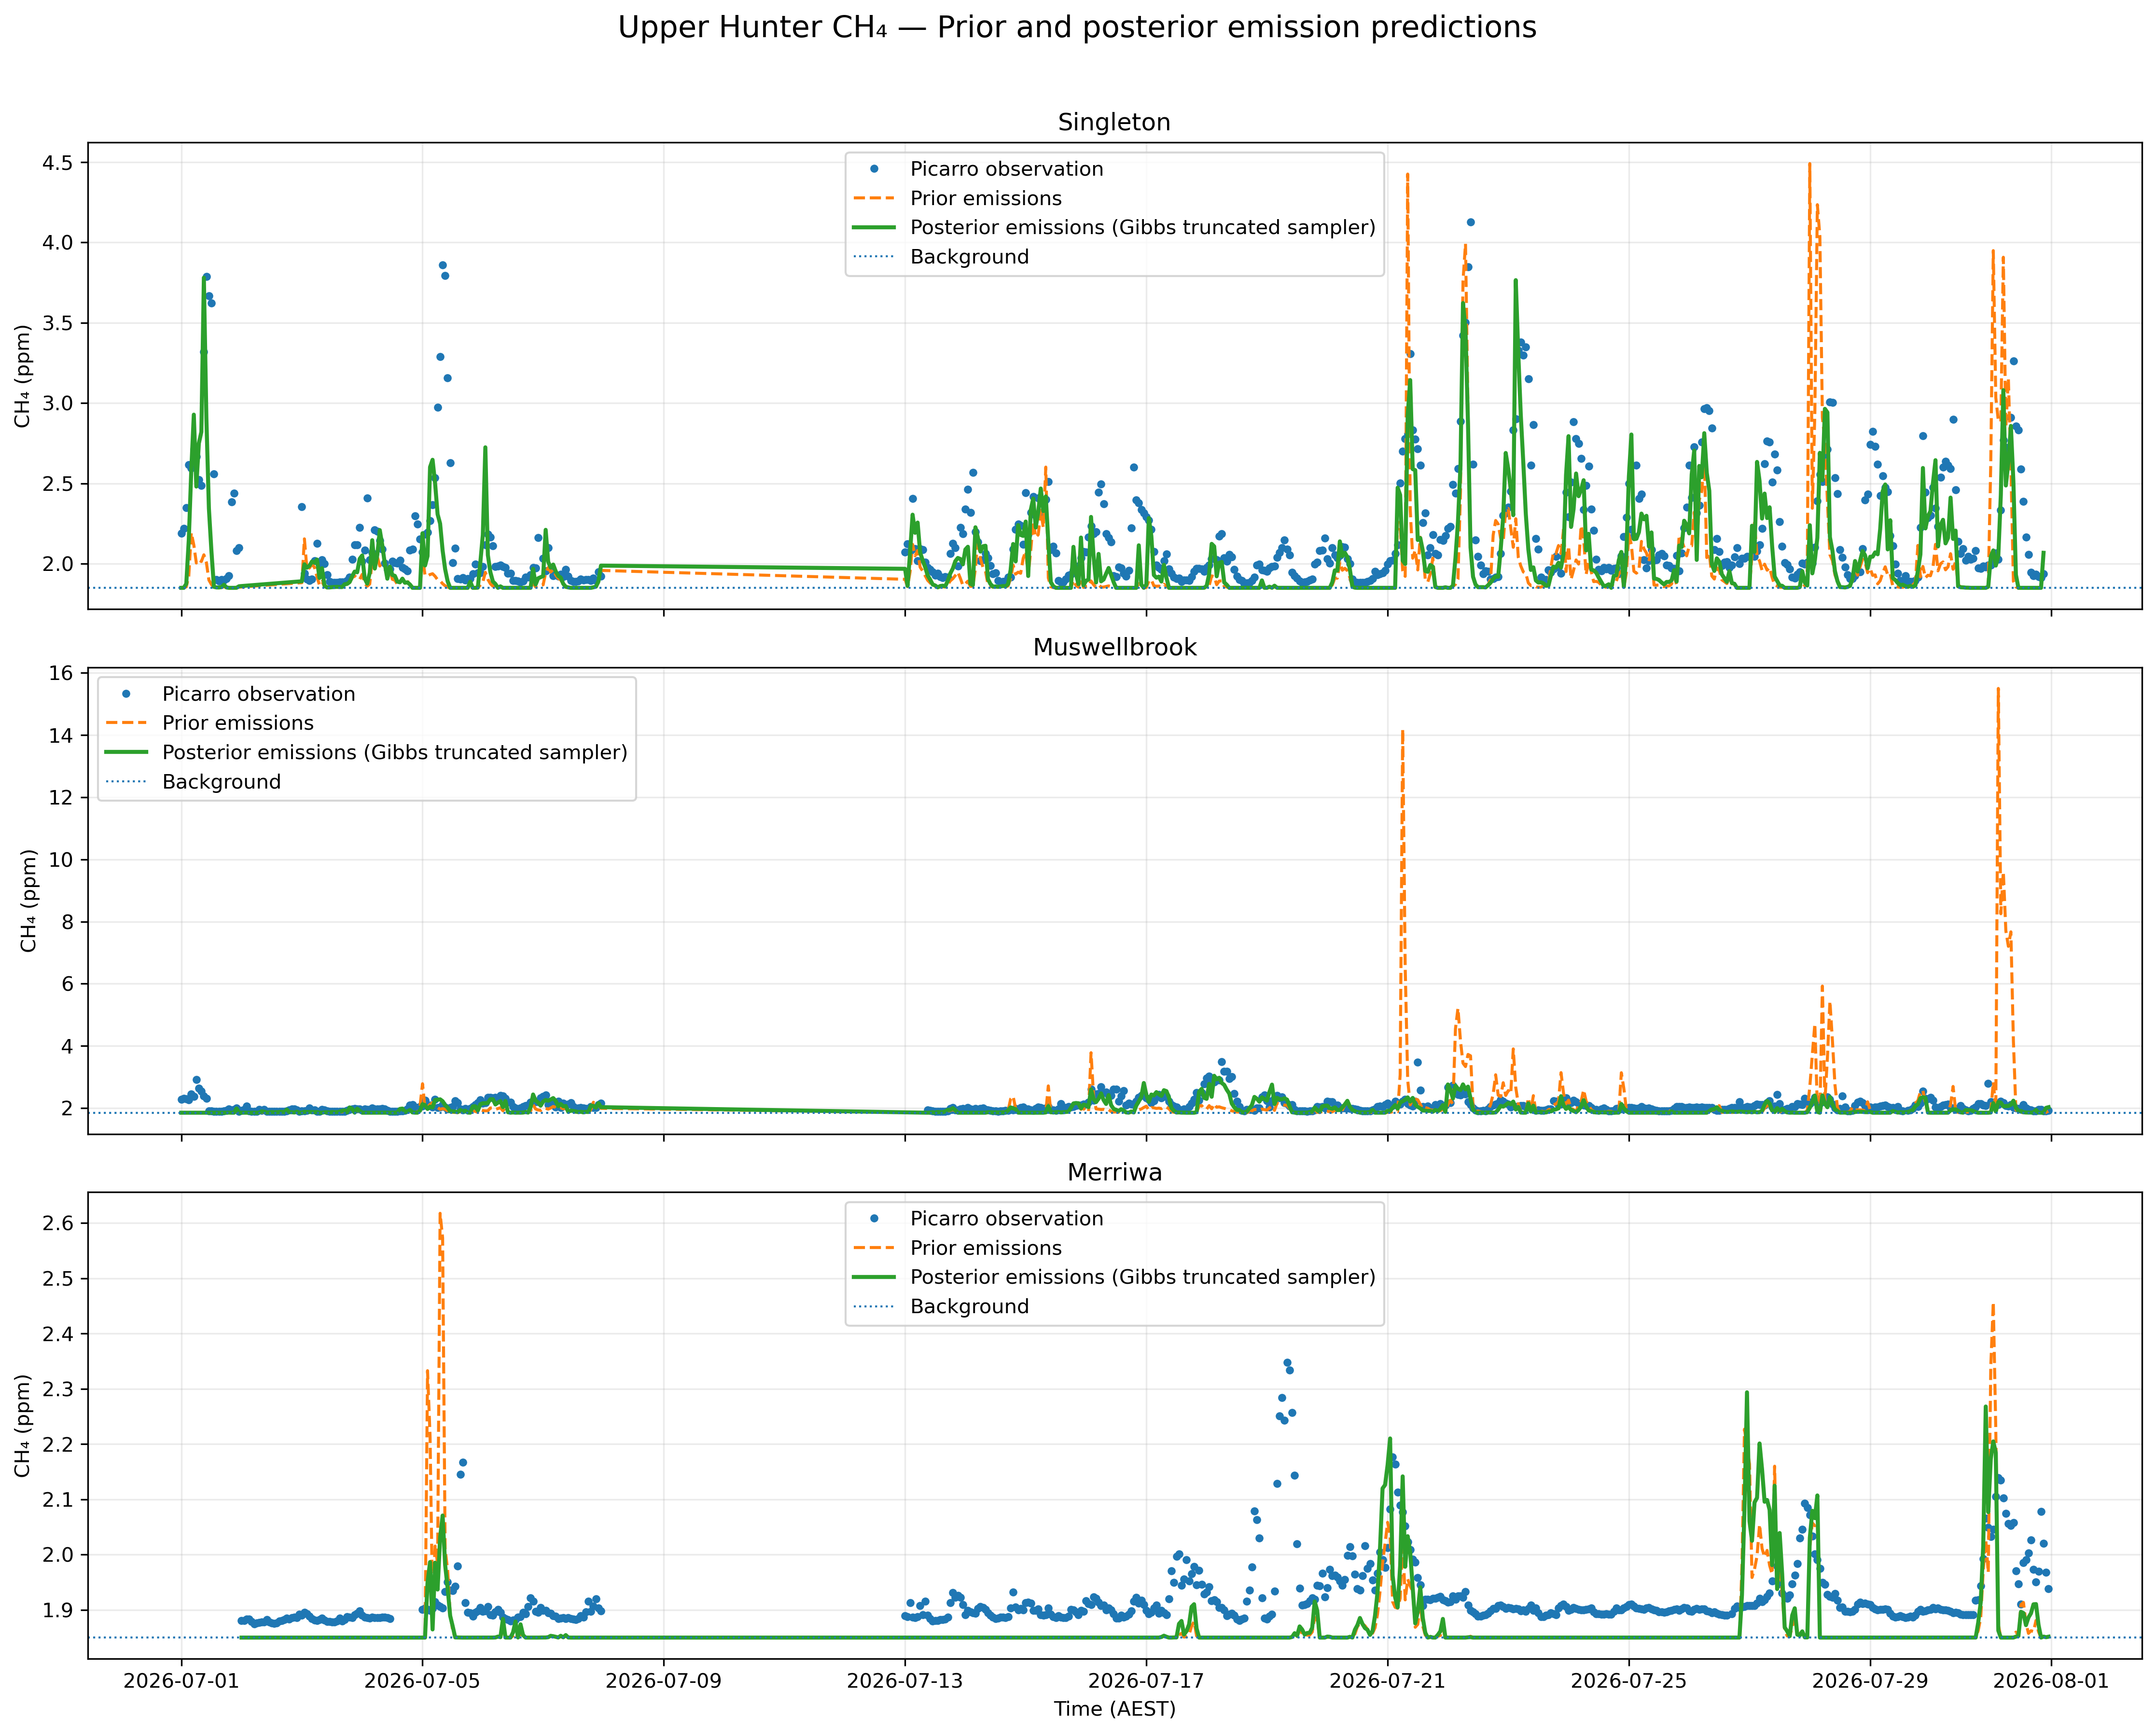 Upper Hunter CH₄ — Prior and posterior emission predictions
Singleton
CH₄ (ppm)
4.5
4.0
3.5
3.0
2.5
2.0
Picarro observation
Prior emissions
Posterior emissions (Gibbs truncated sampler)
Background
Muswellbrook
CH₄ (ppm)
16
14
12
10
8
6
4
2
Picarro observation
Prior emissions
Posterior emissions (Gibbs truncated sampler)
Background
Merriwa
CH₄ (ppm)
2.6
2.5
2.4
2.3
2.2
2.1
2.0
1.9
Picarro observation
Prior emissions
Posterior emissions (Gibbs truncated sampler)
Background
2026-07-01 2026-07-05 2026-07-09 2026-07-13 2026-07-17 2026-07-21 2026-07-25 2026-07-29 2026-08-01
Time (AEST)